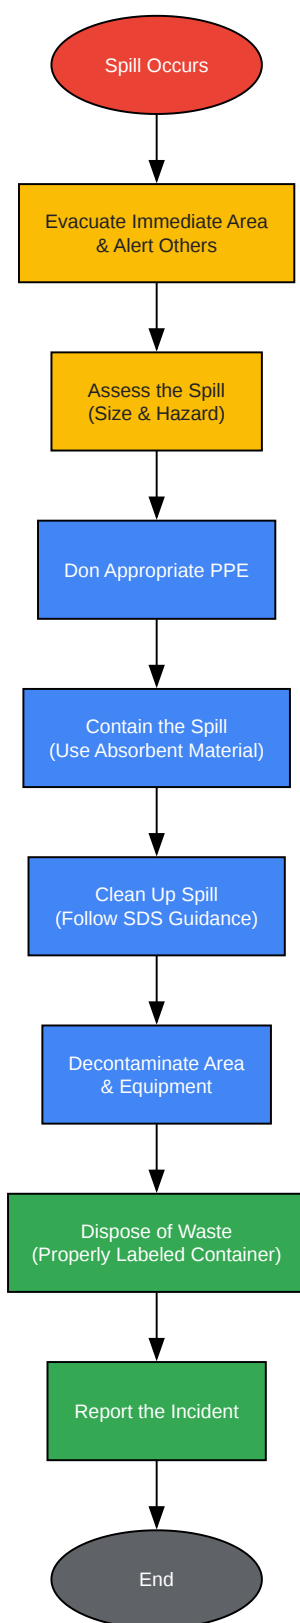 Spill Occurs
Evacuate Immediate Area
& Alert Others
Assess the Spill
(Size & Hazard)
Don Appropriate PPE
Contain the Spill
(Use Absorbent Material)
Clean Up Spill
(Follow SDS Guidance)
Decontaminate Area
& Equipment
Dispose of Waste
(Properly Labeled Container)
Report the Incident
End